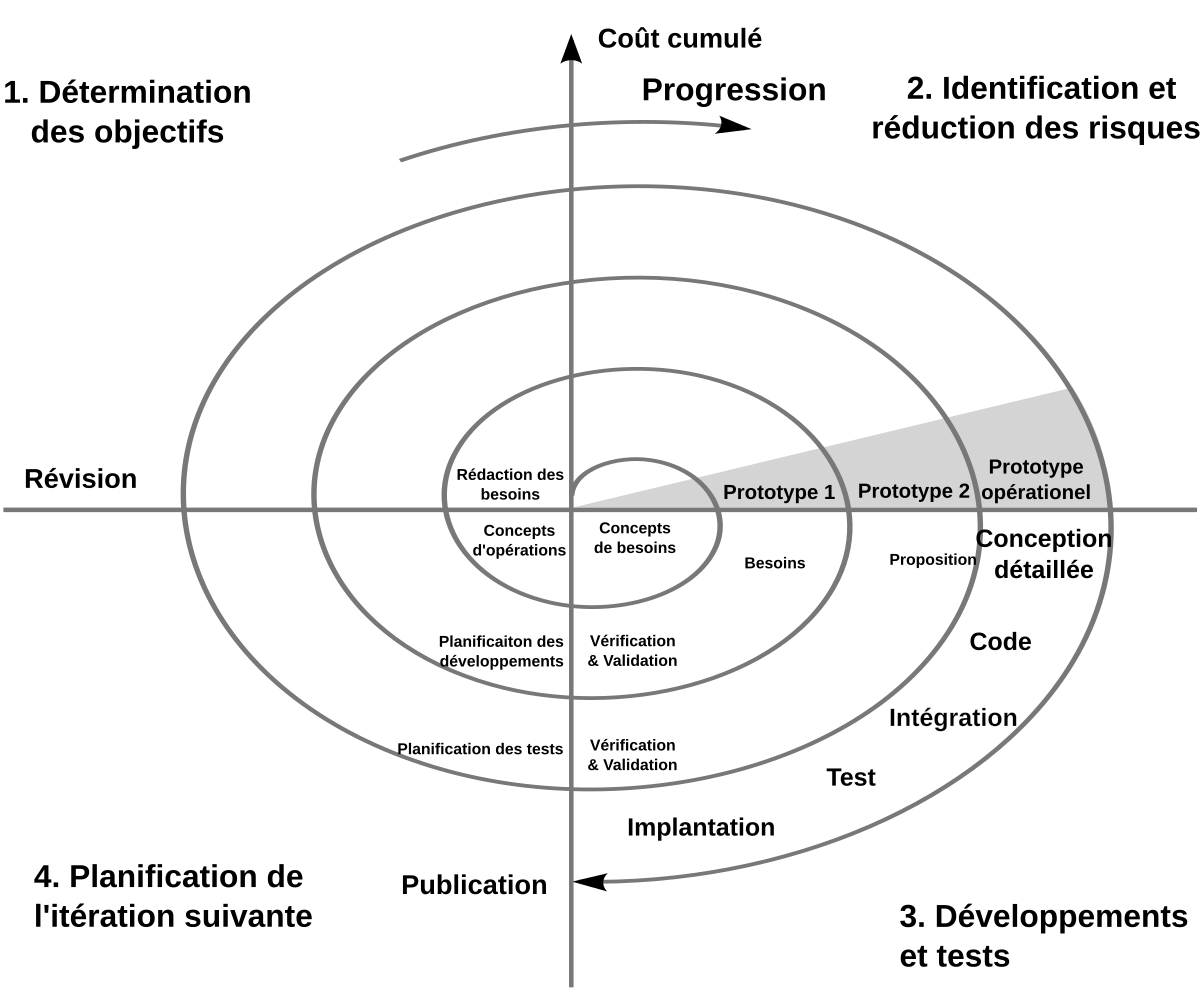 Coût cumulé
Progression
1. Détermination
des objectifs
2. Identification et
réduction des risques
Révision
Rédaction des
besoins
Prototype 1
Prototype 2
Prototype
opérationel
Concepts
d'opérations
Concepts
de besoins
Besoins
Proposition
Conception
détaillée
Code
Planificaiton des
développements
Vérification
& Validation
Intégration
Planification des tests
Vérification
& Validation
Test
Implantation
Publication
4. Planification de
l'itération suivante
3. Développements
et tests